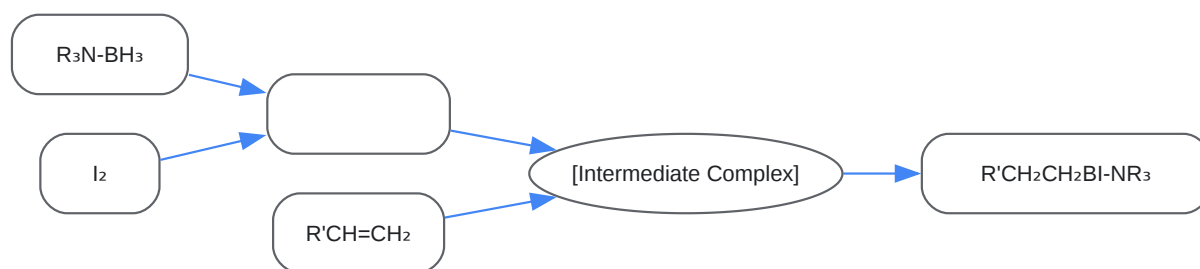 R₃N-BH₃
I₂
R'CH=CH₂
[Intermediate Complex]
R'CH₂CH₂BI-NR₃